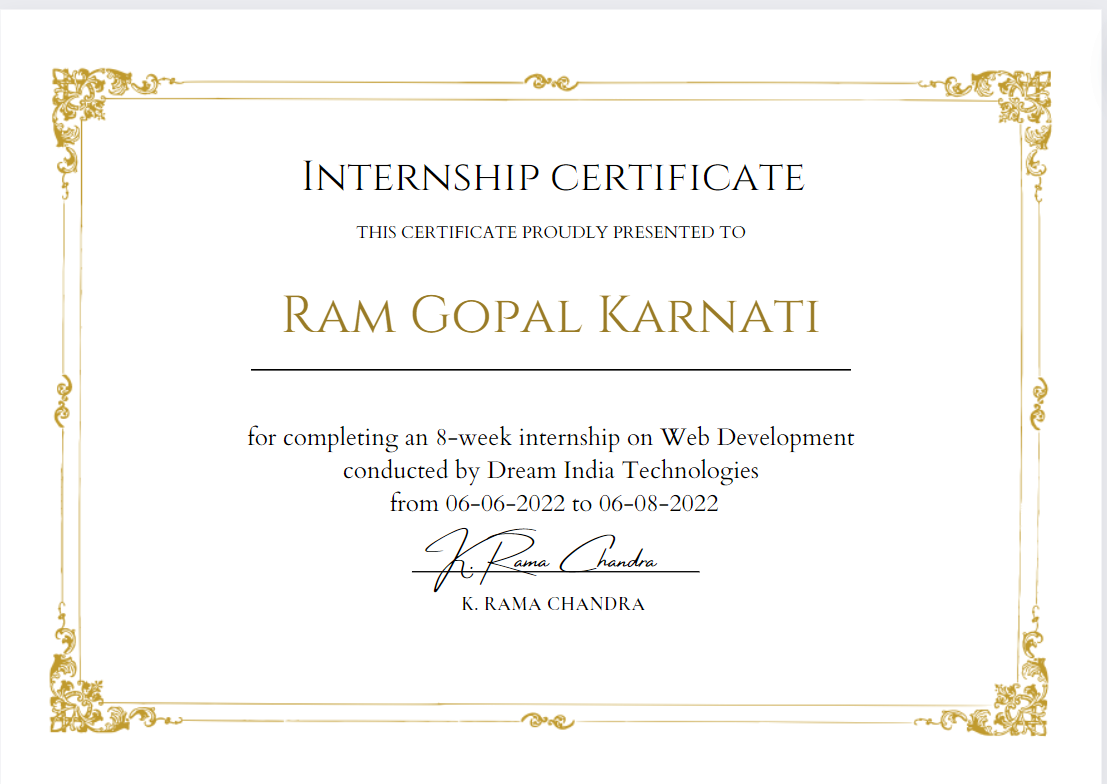 INTERNSHIP CERTIFICATE
THIS CERTIFICATE PROUDLY PRESENTED TO
RAM GOPAL KARNATI
for completing an 8-week internship on Web Development
conducted by Dream India Technologies
from 06-06-2022 to 06-08-2022
K. Rama Chandra
K. RAMA CHANDRA